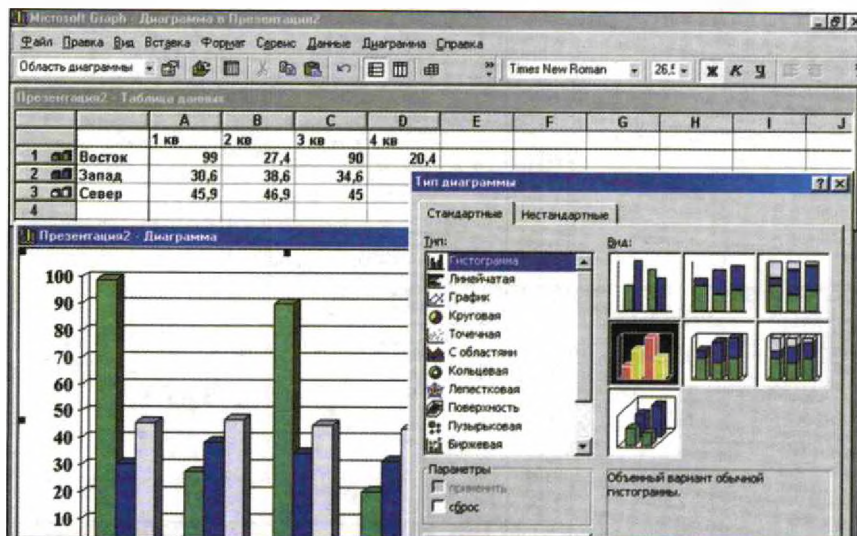 Microsoft Graph - Диаграмма в Презентация2
Файл Правка Вид Вставка Формат Сервис Данные Диаграмма Справка
Область диаграммы Times New Roman 26,5 Ж К Ч
Презентация2 - Таблица данных
A B C D E F G H I J
1 кв 2 кв 3 кв 4 кв
1 Восток 99 27,4 90 20,4
2 Запад 30,6 38,6 34,6
3 Север 45,9 46,9 45
4
Тип диаграммы
Стандартные Нестандартные
Презентация2 - Диаграмма
Тип: Вид:
Гистограмма
Линейчатая
График
Круговая
Точечная
С областями
Кольцевая
Лепестковая
Поверхность
Пузырьковая
Биржевая
100
90
80
70
60
50
40
30
20
10
Параметры
применить
сброс
Объемный вариант обычной
гистограммы.